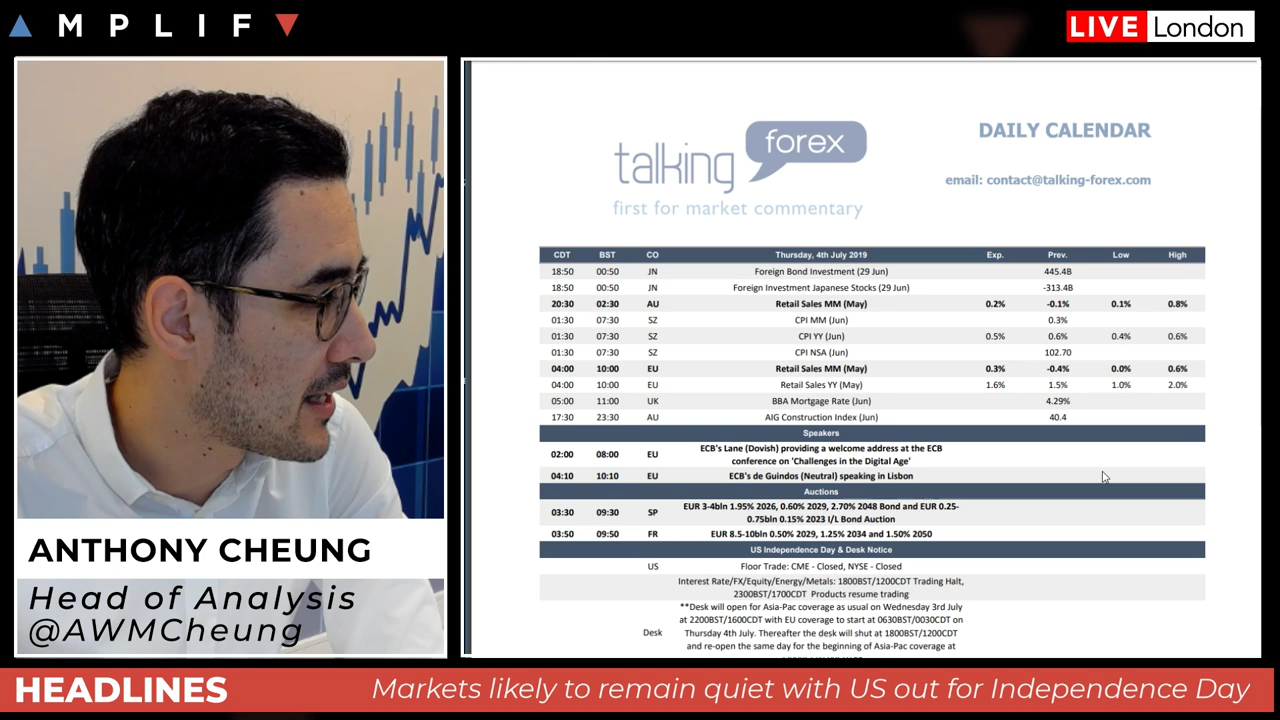 ▲ M P L I F ▼
LIVE London
talking forex
first for market commentary
DAILY CALENDAR
email: contact@talking-forex.com
CDT BST CO Thursday, 4th July 2019 Exp. Prev. Low High
18:50 00:50 JN Foreign Bond Investment (29 Jun) 445.4B
18:50 00:50 JN Foreign Investment Japanese Stocks (29 Jun) -313.4B
20:30 02:30 AU Retail Sales MM (May) 0.2% -0.1% 0.1% 0.8%
01:30 07:30 SZ CPI MM (Jun) 0.3%
01:30 07:30 SZ CPI YY (Jun) 0.5% 0.6% 0.4% 0.6%
01:30 07:30 SZ CPI NSA (Jun) 102.70
04:00 10:00 EU Retail Sales MM (May) 0.3% -0.4% 0.0% 0.6%
04:00 10:00 EU Retail Sales YY (May) 1.6% 1.5% 1.0% 2.0%
05:00 11:00 UK BBA Mortgage Rate (Jun) 4.29%
17:30 23:30 AU AIG Construction Index (Jun) 40.4
Speakers
02:00 08:00 EU ECB's Lane (Dovish) providing a welcome address at the ECB
conference on 'Challenges in the Digital Age'
04:10 10:10 EU ECB's de Guindos (Neutral) speaking in Lisbon
Auctions
03:30 09:30 SP EUR 3-4bln 1.95% 2026, 0.60% 2029, 2.70% 2048 Bond and EUR 0.25-
0.75bln 0.15% 2023 I/L Bond Auction
03:50 09:50 FR EUR 8.5-10bln 0.50% 2029, 1.25% 2034 and 1.50% 2050
US Independence Day & Desk Notice
US Floor Trade: CME - Closed, NYSE - Closed
Interest Rate/FX/Equity/Energy/Metals: 1800BST/1200CDT Trading Halt,
2300BST/1700CDT Products resume trading
**Desk will open for Asia-Pac coverage as usual on Wednesday 3rd July
at 2200BST/1600CDT with EU coverage to start at 0630BST/0030CDT on
Desk Thursday 4th July. Thereafter the desk will shut at 1800BST/1200CDT
and re-open the same day for the beginning of Asia-Pac coverage at
ANTHONY CHEUNG
Head of Analysis
@AWMCheung
HEADLINES Markets likely to remain quiet with US out for Independence Day